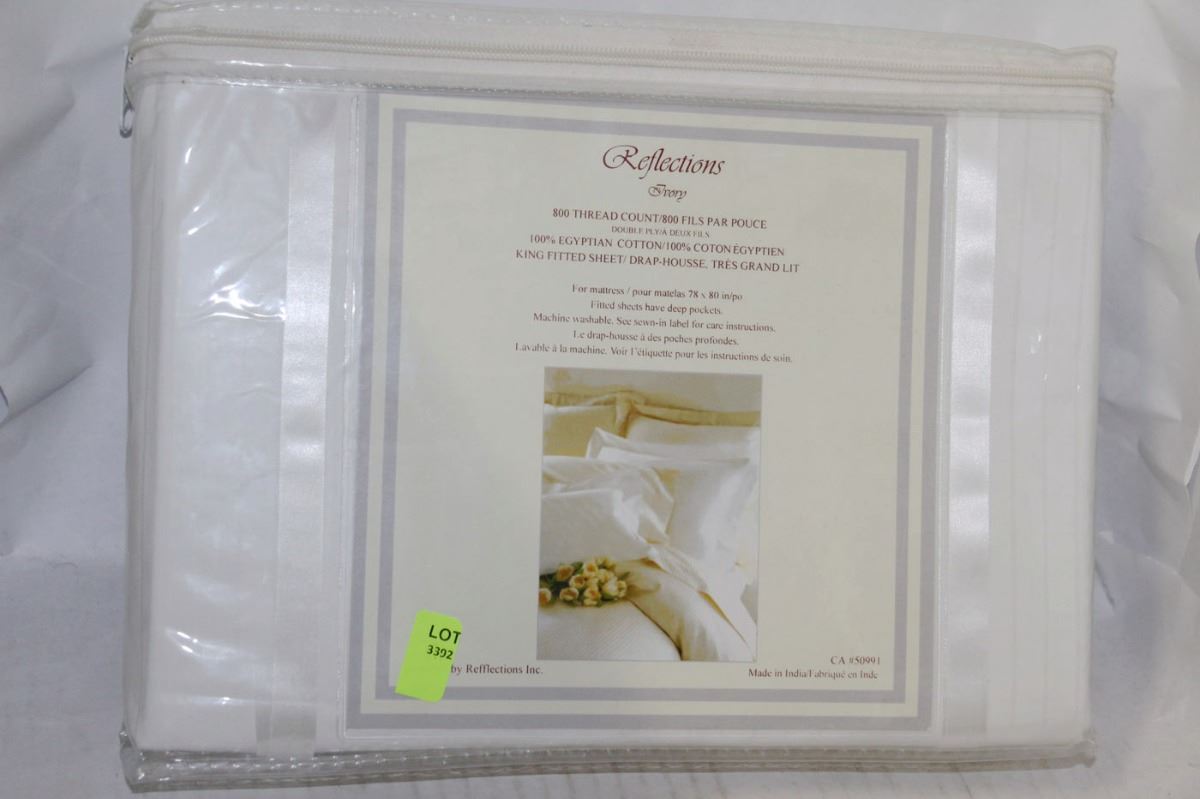 Reflections
Ivory
800 THREAD COUNT/800 FILS PAR POUCE
DOUBLE PLY/À DEUX FILS
100% EGYPTIAN COTTON/100% COTON ÉGYPTIEN
KING FITTED SHEET/ DRAP-HOUSSE, TRÈS GRAND LIT
For mattress / pour matelas 78 x 80 in/po
Fitted sheets have deep pockets.
Machine washable. See sewn-in label for care instructions.
Le drap-housse à des poches profondes.
Lavable à la machine. Voir l'étiquette pour les instructions de soin.
LOT
3392
by Refflections Inc.
CA #50991
Made in India/Fabriqué en Inde